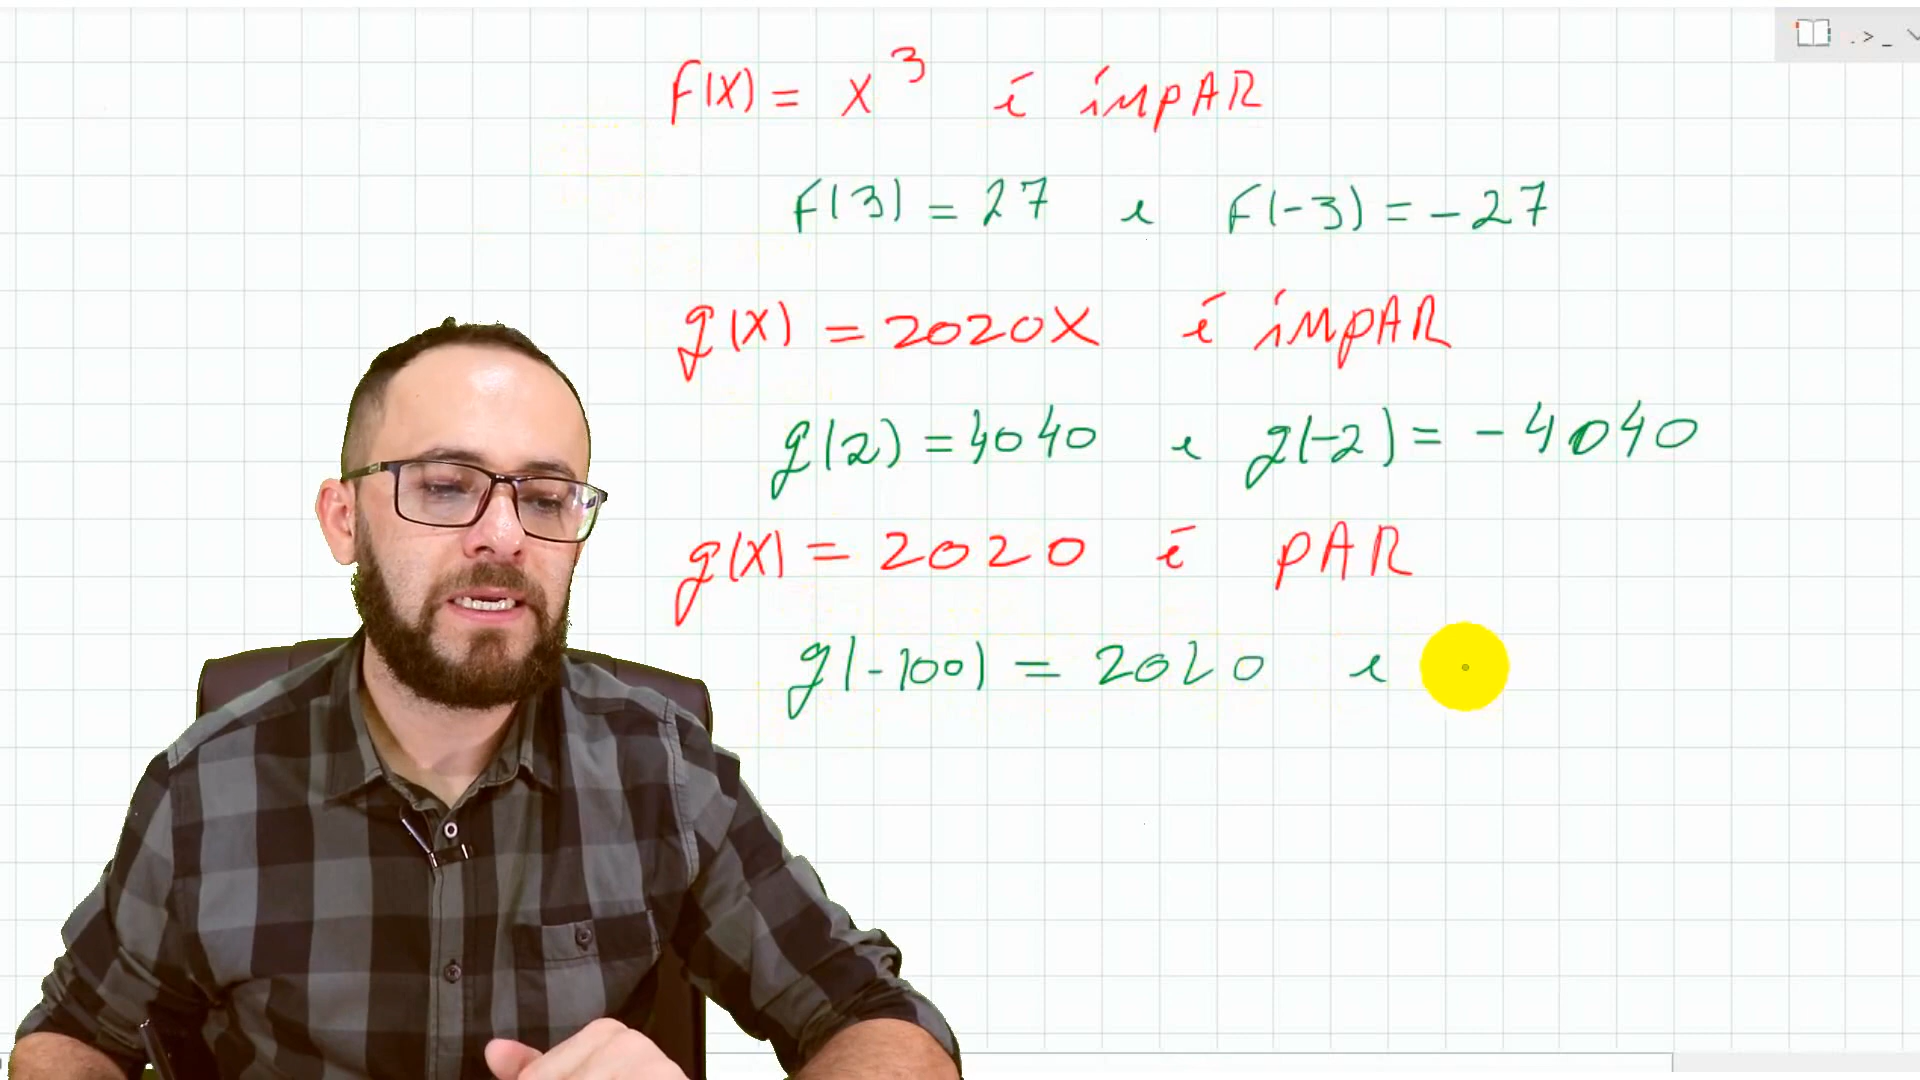 F(x) = x³ é ímpAR
F(3) = 27 e F(-3) = -27
g(x) = 2020x é ímpAR
g(2) = 4040 e g(-2) = -4040
g(x) = 2020 é pAR
g(-100) = 2020 e